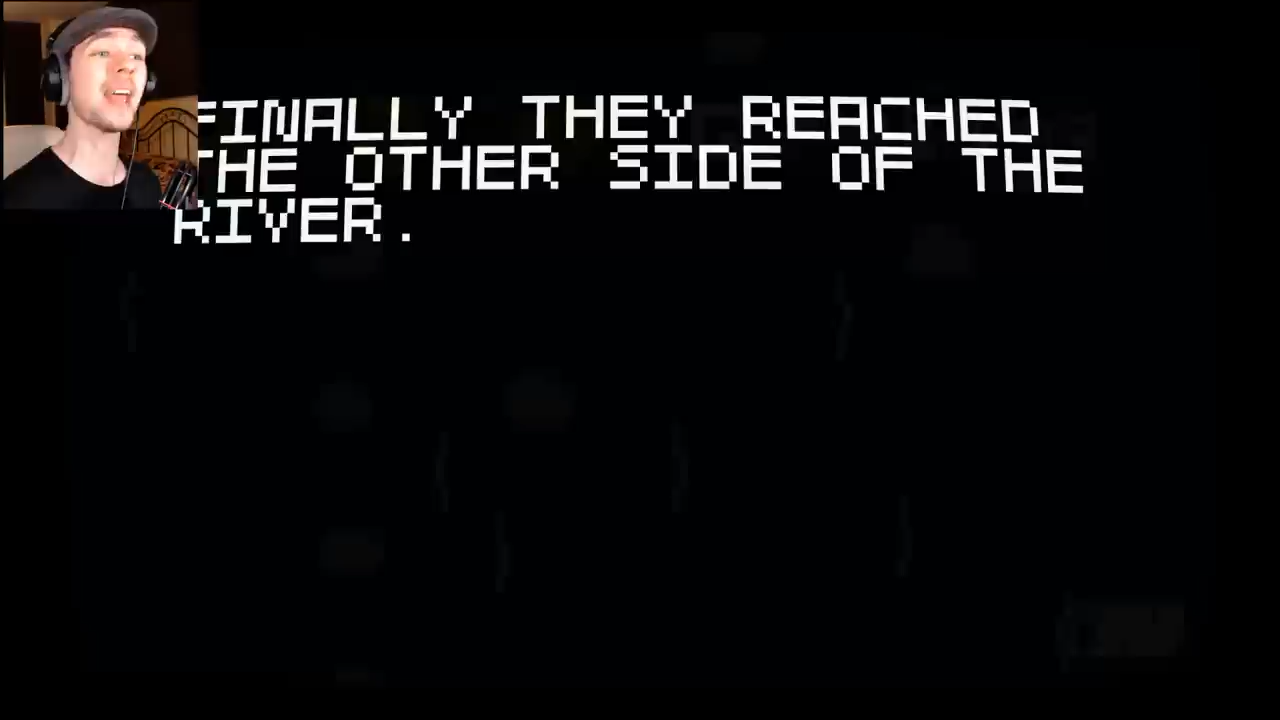 FINALLY THEY REACHED
THE OTHER SIDE OF THE
RIVER.